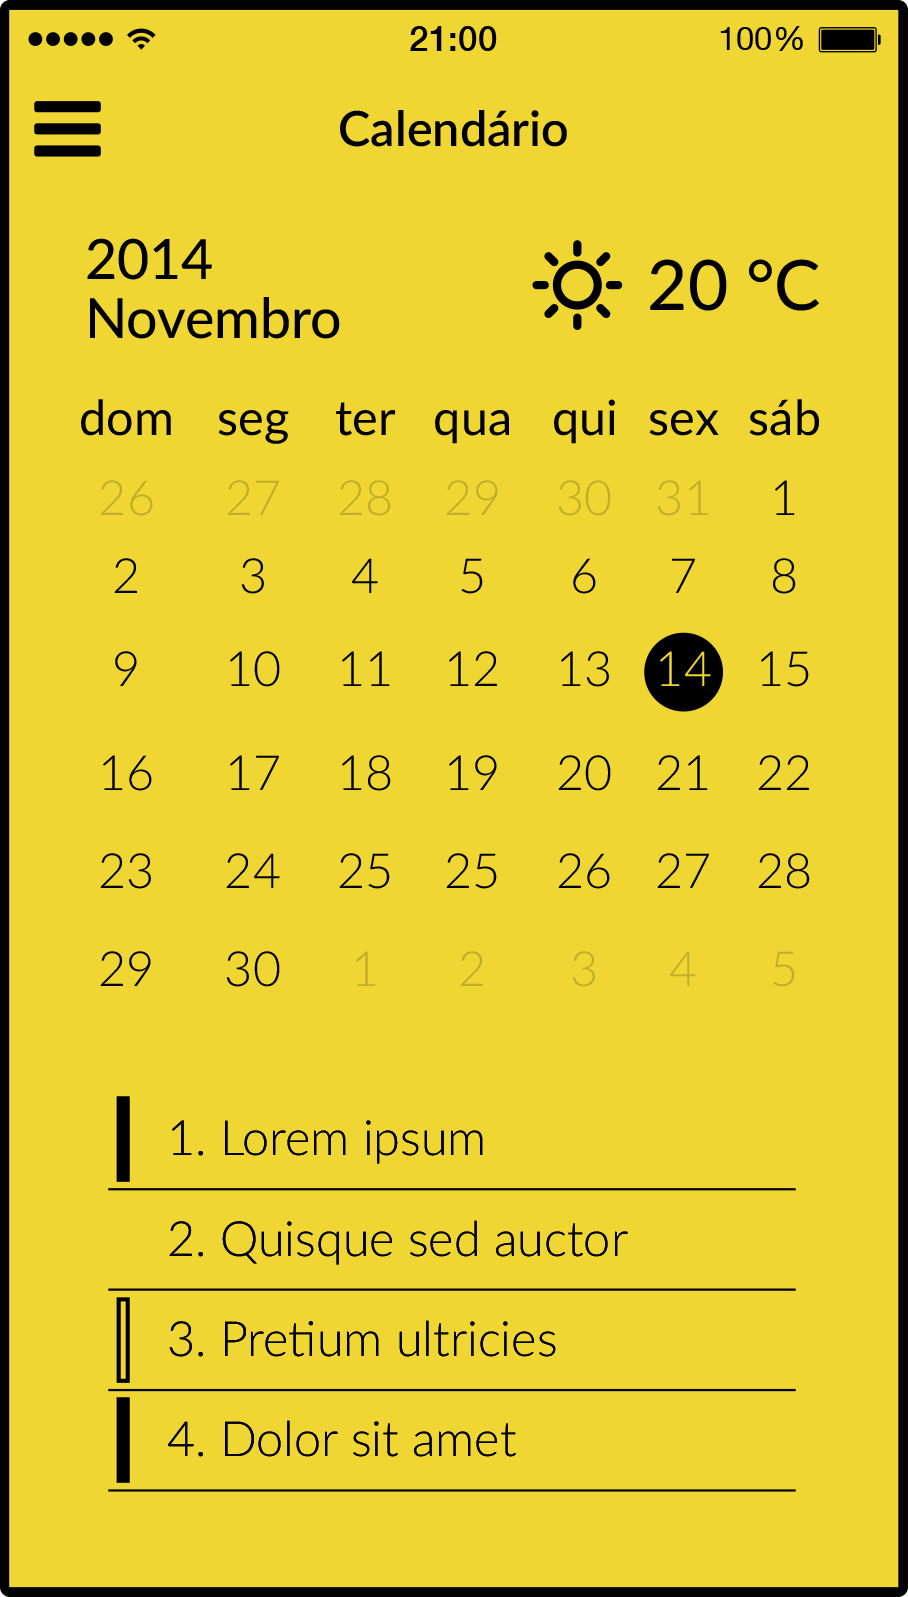 21:00 100%
Calendário
2014
Novembro
20 °C
dom seg ter qua qui sex sáb
26 27 28 29 30 31 1
2 3 4 5 6 7 8
9 10 11 12 13 14 15
16 17 18 19 20 21 22
23 24 25 25 26 27 28
29 30 1 2 3 4 5
1. Lorem ipsum
2. Quisque sed auctor
3. Pretium ultricies
4. Dolor sit amet